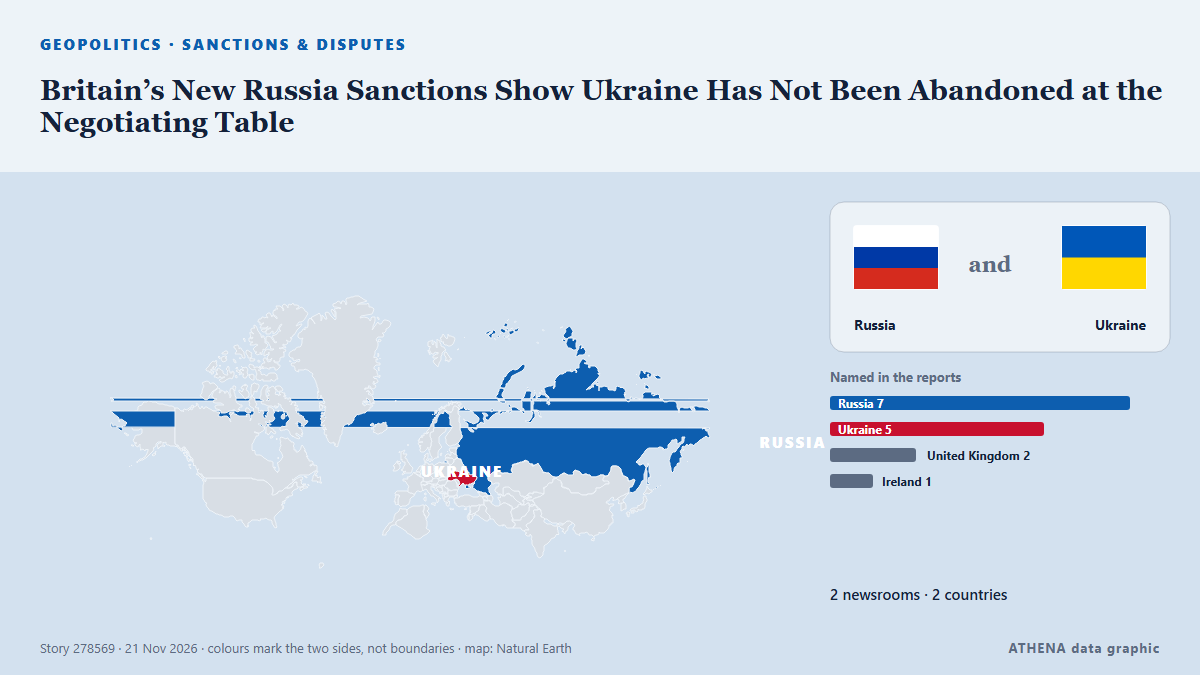 GEOPOLITICS · SANCTIONS & DISPUTES
Britain’s New Russia Sanctions Show Ukraine Has Not Been Abandoned at the
Negotiating Table
and
Russia
Ukraine
Named in the reports
Russia 7
Ukraine 5
United Kingdom 2
Ireland 1
RUSSIA
UKRAINE
2 newsrooms · 2 countries
Story 278569 · 21 Nov 2026 · colours mark the two sides, not boundaries · map: Natural Earth
ATHENA data graphic